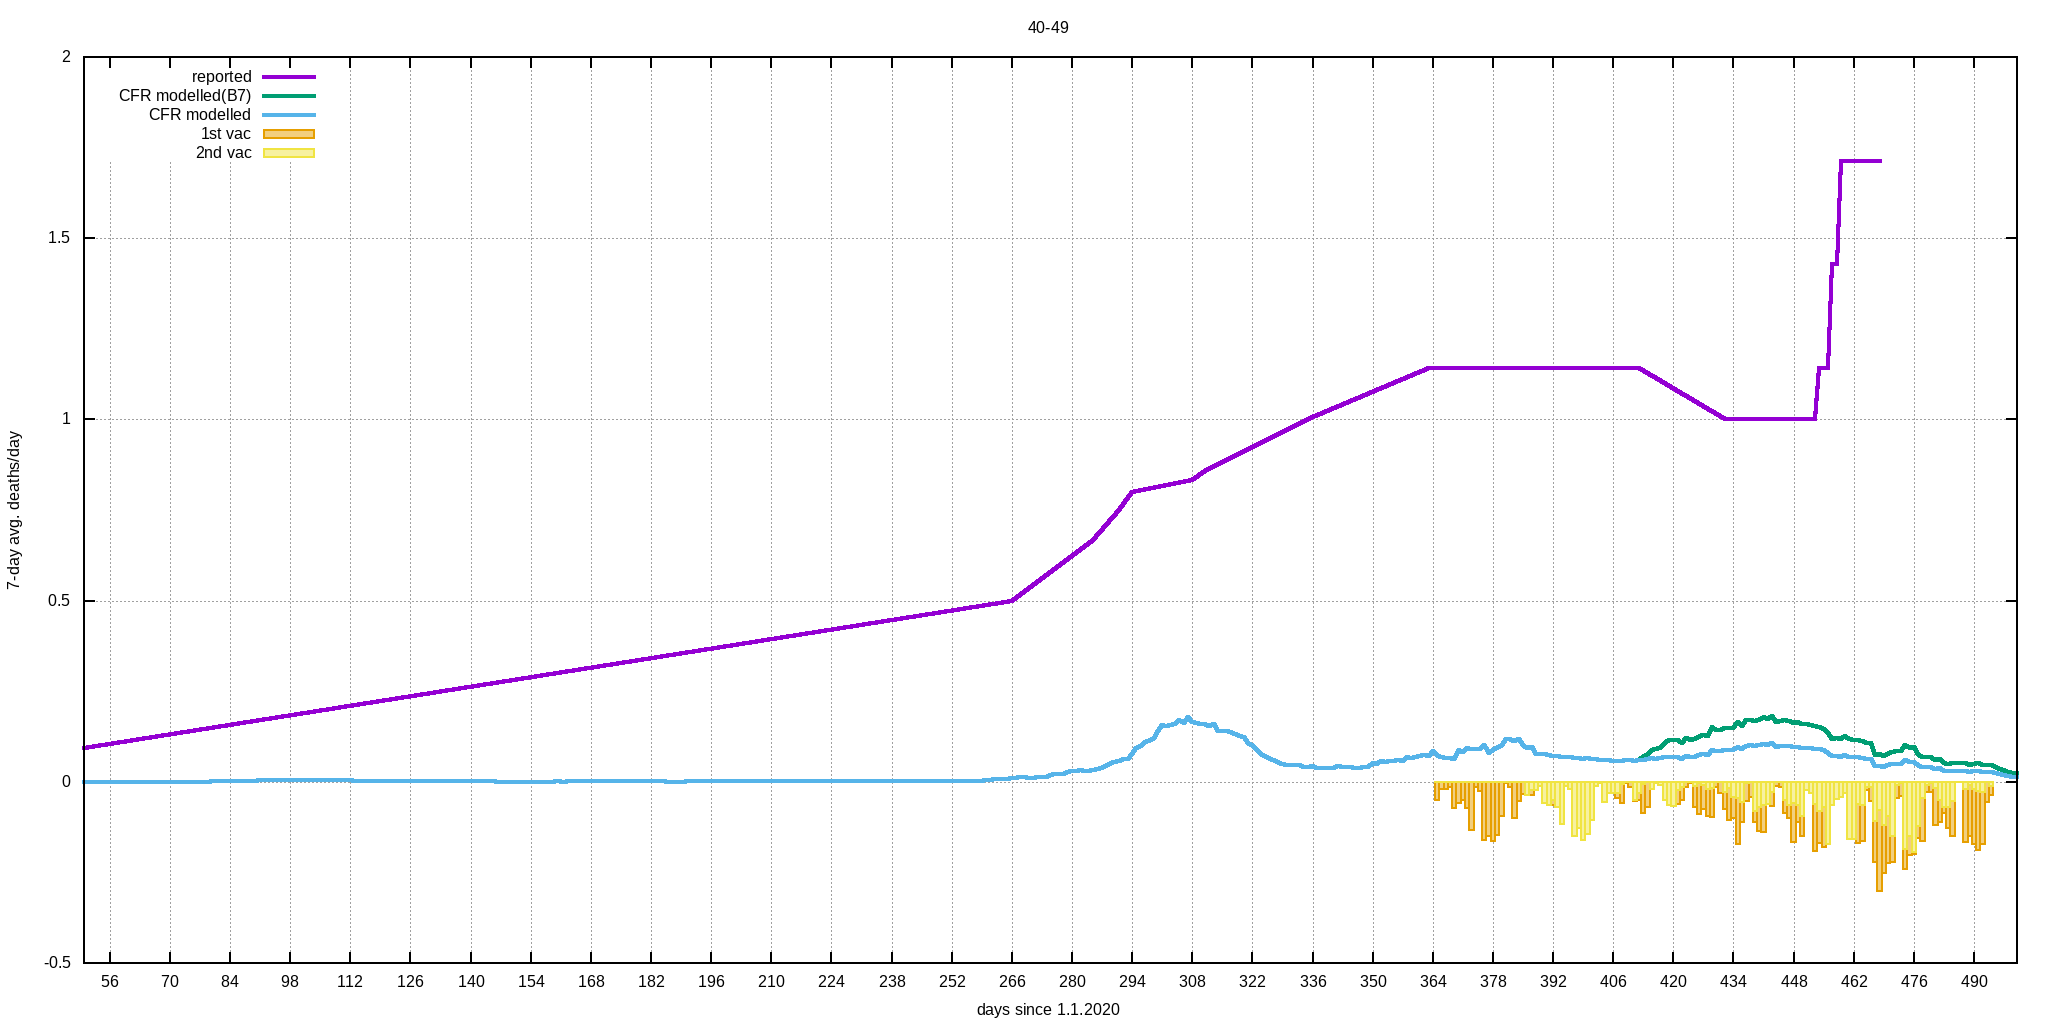 40-49
2
reported
CFR modelled(B7)
CFR modelled
1st vac
2nd vac
1.5
1
0.5
0
-0.5
7-day avg. deaths/day
56 70 84 98 112 126 140 154 168 182 196 210 224 238 252 266 280 294 308 322 336 350 364 378 392 406 420 434 448 462 476 490
days since 1.1.2020